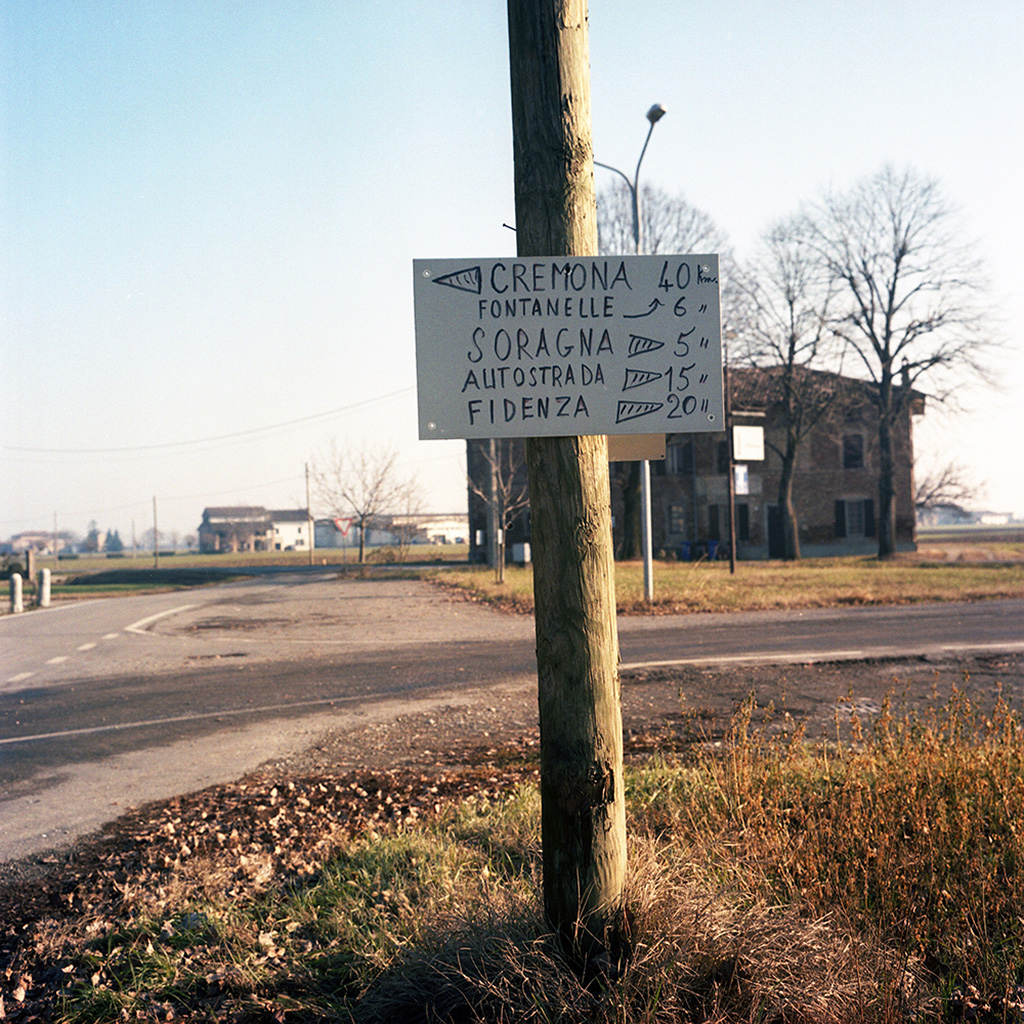 CREMONA 40 km.
FONTANELLE 6 "
SORAGNA 5 "
AUTOSTRADA 15 "
FIDENZA 20 "